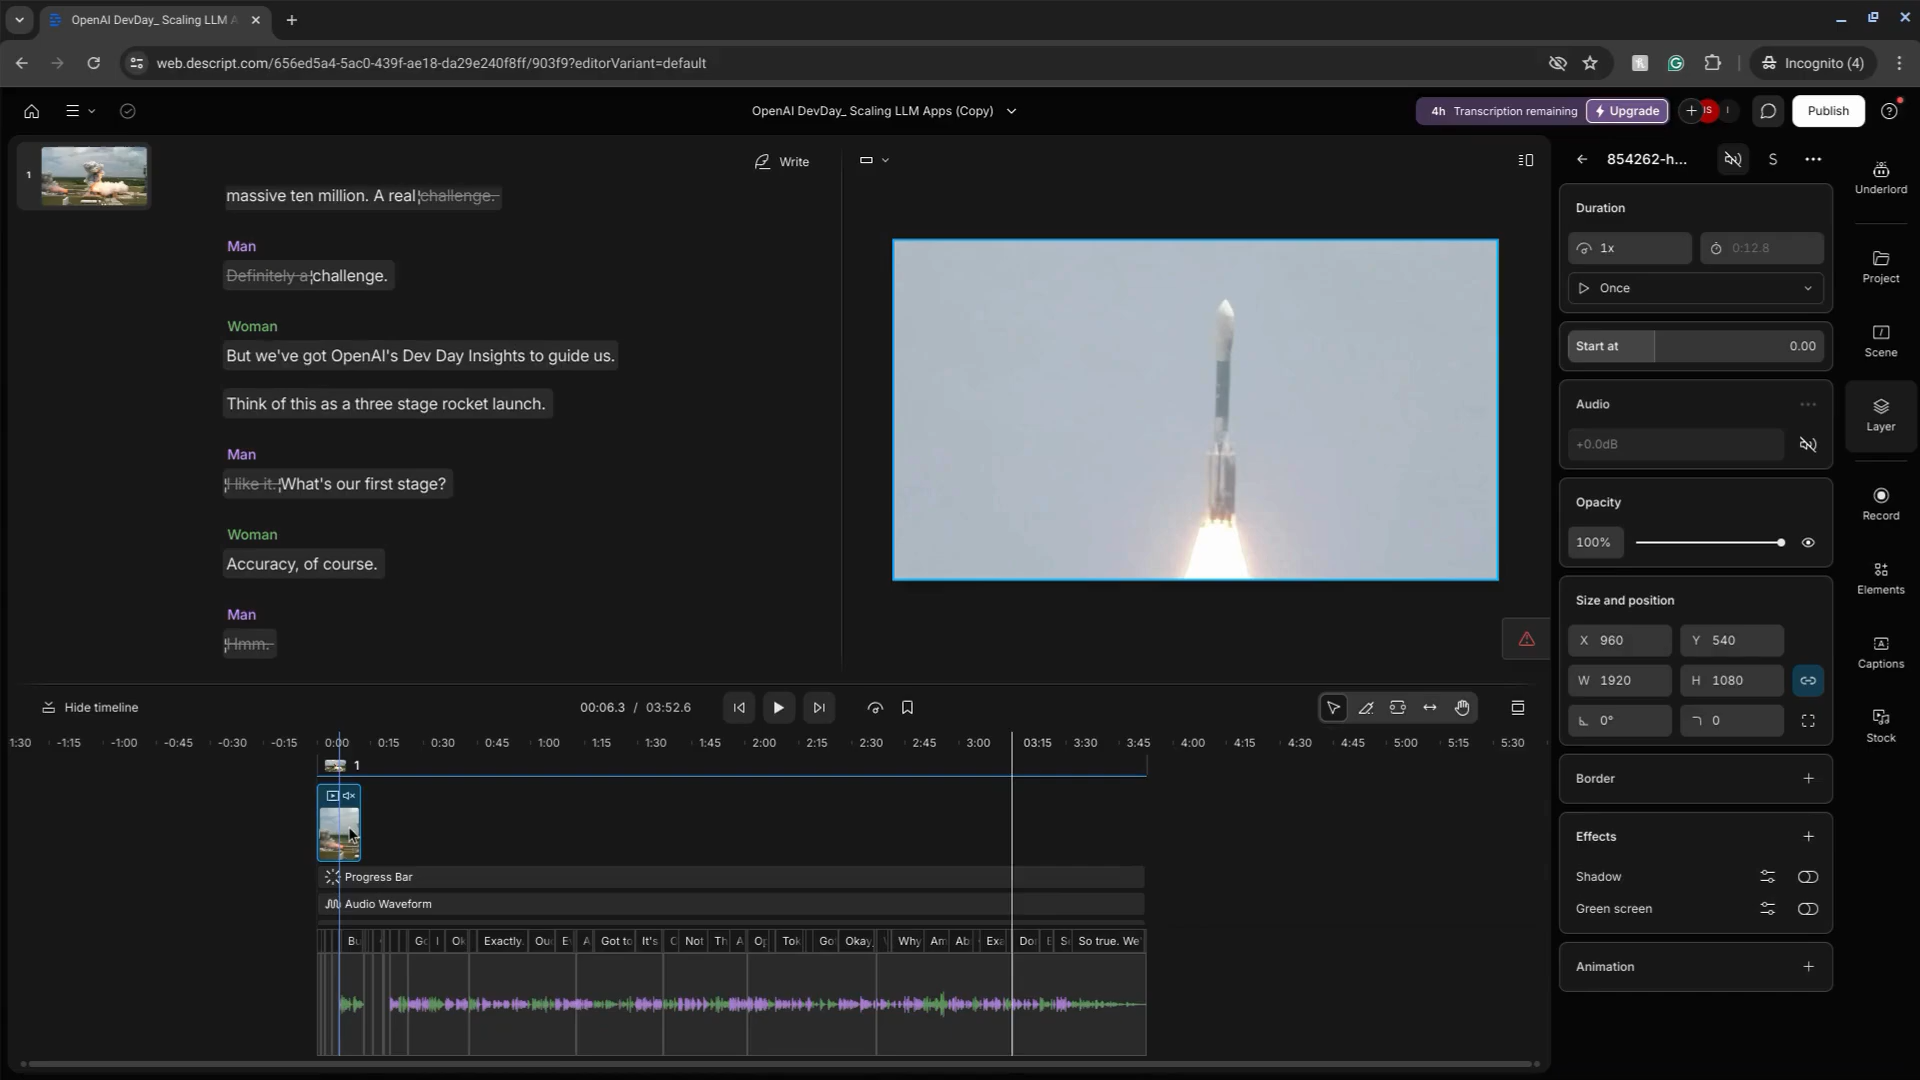 OpenAI DevDay_ Scaling LLM A
web.descript.com/656ed5a4-5ac0-439f-ae18-da29e240f8ff/903f9?editorVariant=default
Incognito (4)
OpenAI DevDay_ Scaling LLM Apps (Copy)
4h Transcription remaining
Upgrade
IS
I
Publish
1
Write
massive ten million. A real challenge.
Man
Definitely a challenge.
Woman
But we've got OpenAI's Dev Day Insights to guide us.
Think of this as a three stage rocket launch.
Man
I like it. What's our first stage?
Woman
Accuracy, of course.
Man
Hmm.
854262-h...
S
Duration
1x
0:12.8
Once
Start at
0.00
Audio
+0.0dB
Opacity
100%
Size and position
X 960
Y 540
W 1920
H 1080
0°
0
Border
Effects
Shadow
Green screen
Animation
Underlord
Project
Scene
Layer
Record
Elements
Captions
Stock
Hide timeline
00:06.3 / 03:52.6
1:30 -1:15 -1:00 -0:45 -0:30 -0:15 0:00 0:15 0:30 0:45 1:00 1:15 1:30 1:45 2:00 2:15 2:30 2:45 3:00 03:15 3:30 3:45 4:00 4:15 4:30 4:45 5:00 5:15 5:30
1
Progress Bar
Audio Waveform
Bu Go I Ok Exactly. Ou E A Got to It's C Not Th A Op Tok Go Okay, Why Am Ab Exa Do E So So true. We'